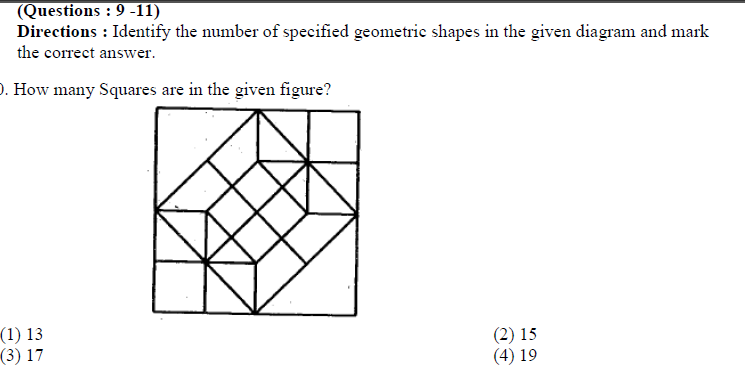 (Questions : 9 -11)
Directions : Identify the number of specified geometric shapes in the given diagram and mark
the correct answer.
. How many Squares are in the given figure?
(1) 13
(2) 15
(3) 17
(4) 19